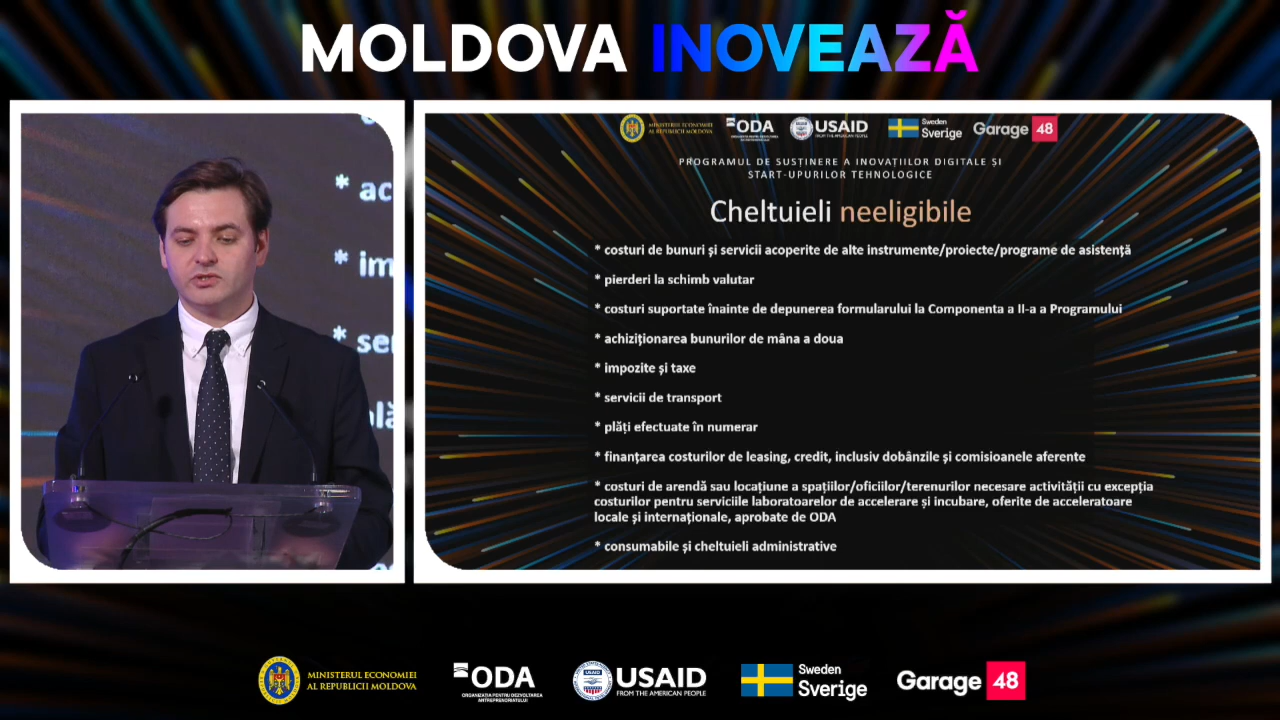 MOLDOVA INOVEAZĂ
* ac
* im
* se
MINISTERUL ECONOMIEI
AL REPUBLICII MOLDOVA
ODA
USAID
FROM THE AMERICAN PEOPLE
Sweden
Sverige
Garage 48
PROGRAMUL DE SUSȚINERE A INOVAȚIILOR DIGITALE ȘI
START-UPURILOR TEHNOLOGICE
Cheltuieli neeligibile
* costuri de bunuri și servicii acoperite de alte instrumente/proiecte/programe de asistență
* pierderi la schimb valutar
* costuri suportate înainte de depunerea formularului la Componenta a II-a a Programului
* achiziționarea bunurilor de mâna a doua
* impozite și taxe
* servicii de transport
* plăți efectuate în numerar
* finanțarea costurilor de leasing, credit, inclusiv dobânzile și comisioanele aferente
* costuri de arendă sau locațiune a spațiilor/oficiilor/terenurilor necesare activității cu excepția
costurilor pentru serviciile laboratoarelor de accelerare și incubare, oferite de acceleratoare
locale și internaționale, aprobate de ODA
* consumabile și cheltuieli administrative
MINISTERUL ECONOMIEI
AL REPUBLICII MOLDOVA
ODA
ORGANIZAȚIA PENTRU DEZVOLTAREA
ANTREPRENORIATULUI
USAID
FROM THE AMERICAN PEOPLE
Sweden
Sverige
Garage 48